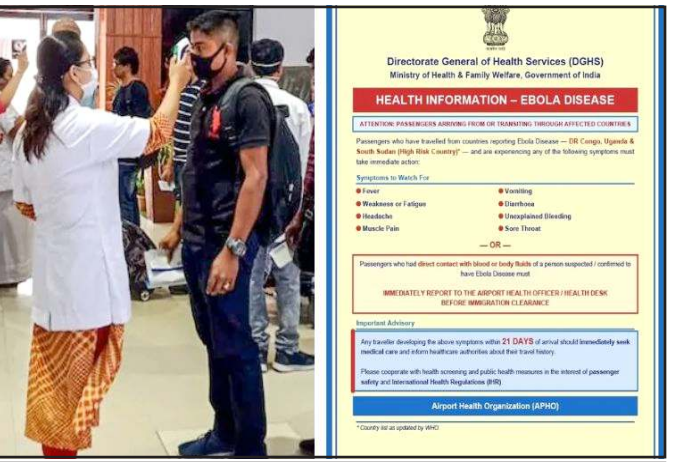 Directorate General of Health Services (DGHS)
Ministry of Health & Family Welfare, Government of India
HEALTH INFORMATION – EBOLA DISEASE
ATTENTION: PASSENGERS ARRIVING FROM OR TRANSITING THROUGH AFFECTED COUNTRIES
Passengers who have travelled from countries reporting Ebola Disease — DR Congo, Uganda &
South Sudan (High Risk Country)* — and are experiencing any of the following symptoms must
take immediate action:
Symptoms to Watch For
Fever
Weakness or Fatigue
Headache
Muscle Pain
Vomiting
Diarrhoea
Unexplained Bleeding
Sore Throat
— OR —
Passengers who had direct contact with blood or body fluids of a person suspected / confirmed to
have Ebola Disease must
IMMEDIATELY REPORT TO THE AIRPORT HEALTH OFFICER / HEALTH DESK
BEFORE IMMIGRATION CLEARANCE
Important Advisory
Any traveller developing the above symptoms within 21 DAYS of arrival should immediately seek
medical care and inform healthcare authorities about their travel history.
Please cooperate with health screening and public health measures in the interest of passenger
safety and International Health Regulations (IHR)
Airport Health Organization (APHO)
* Country list as updated by WHO